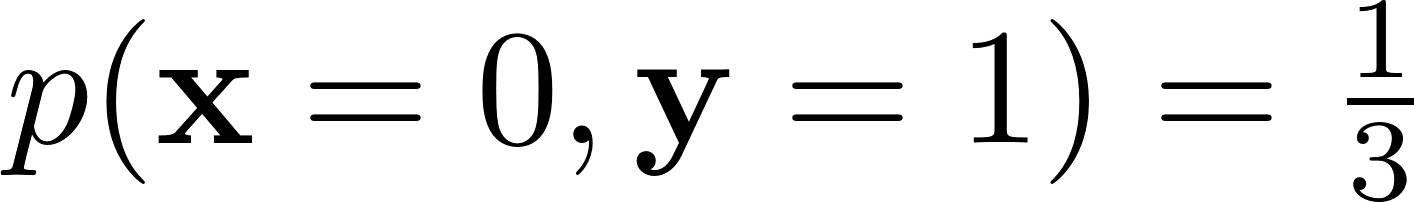 p(x = 0, y = 1) = 1/3